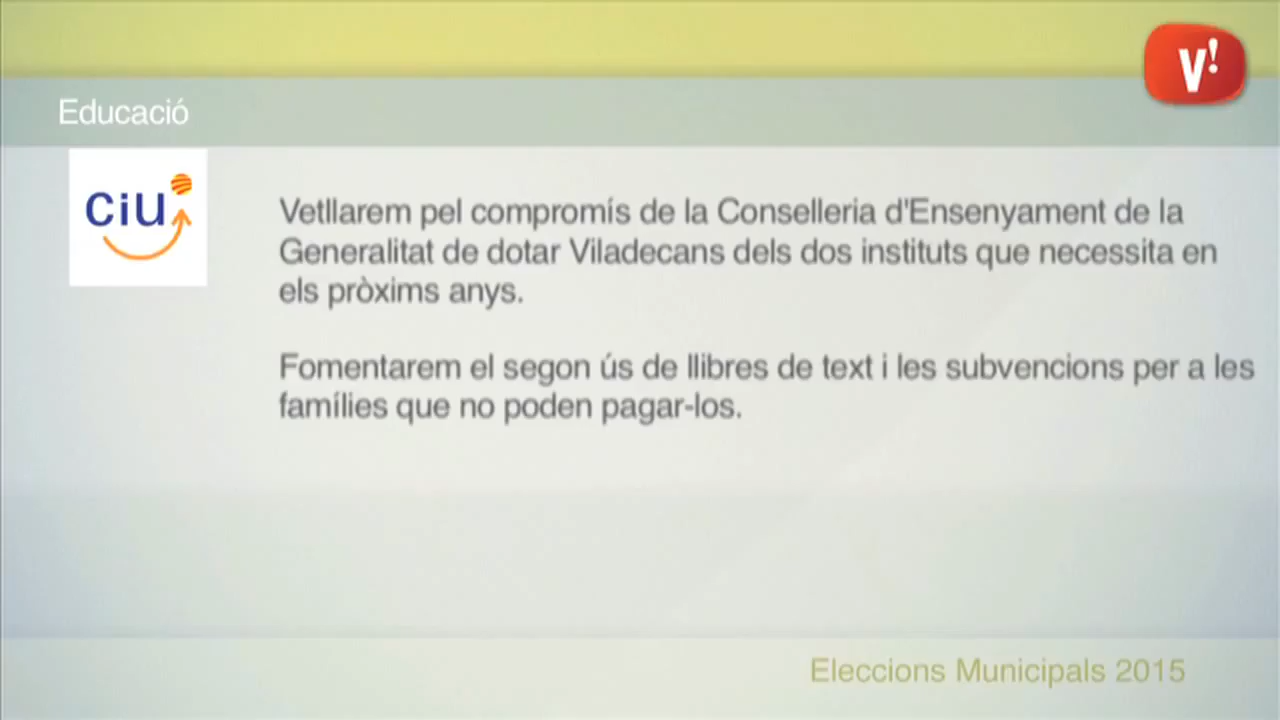 V!
Educació
CiU
Vetllarem pel compromís de la Conselleria d'Ensenyament de la
Generalitat de dotar Viladecans dels dos instituts que necessita en
els pròxims anys.
Fomentarem el segon ús de llibres de text i les subvencions per a les
famílies que no poden pagar-los.
Eleccions Municipals 2015